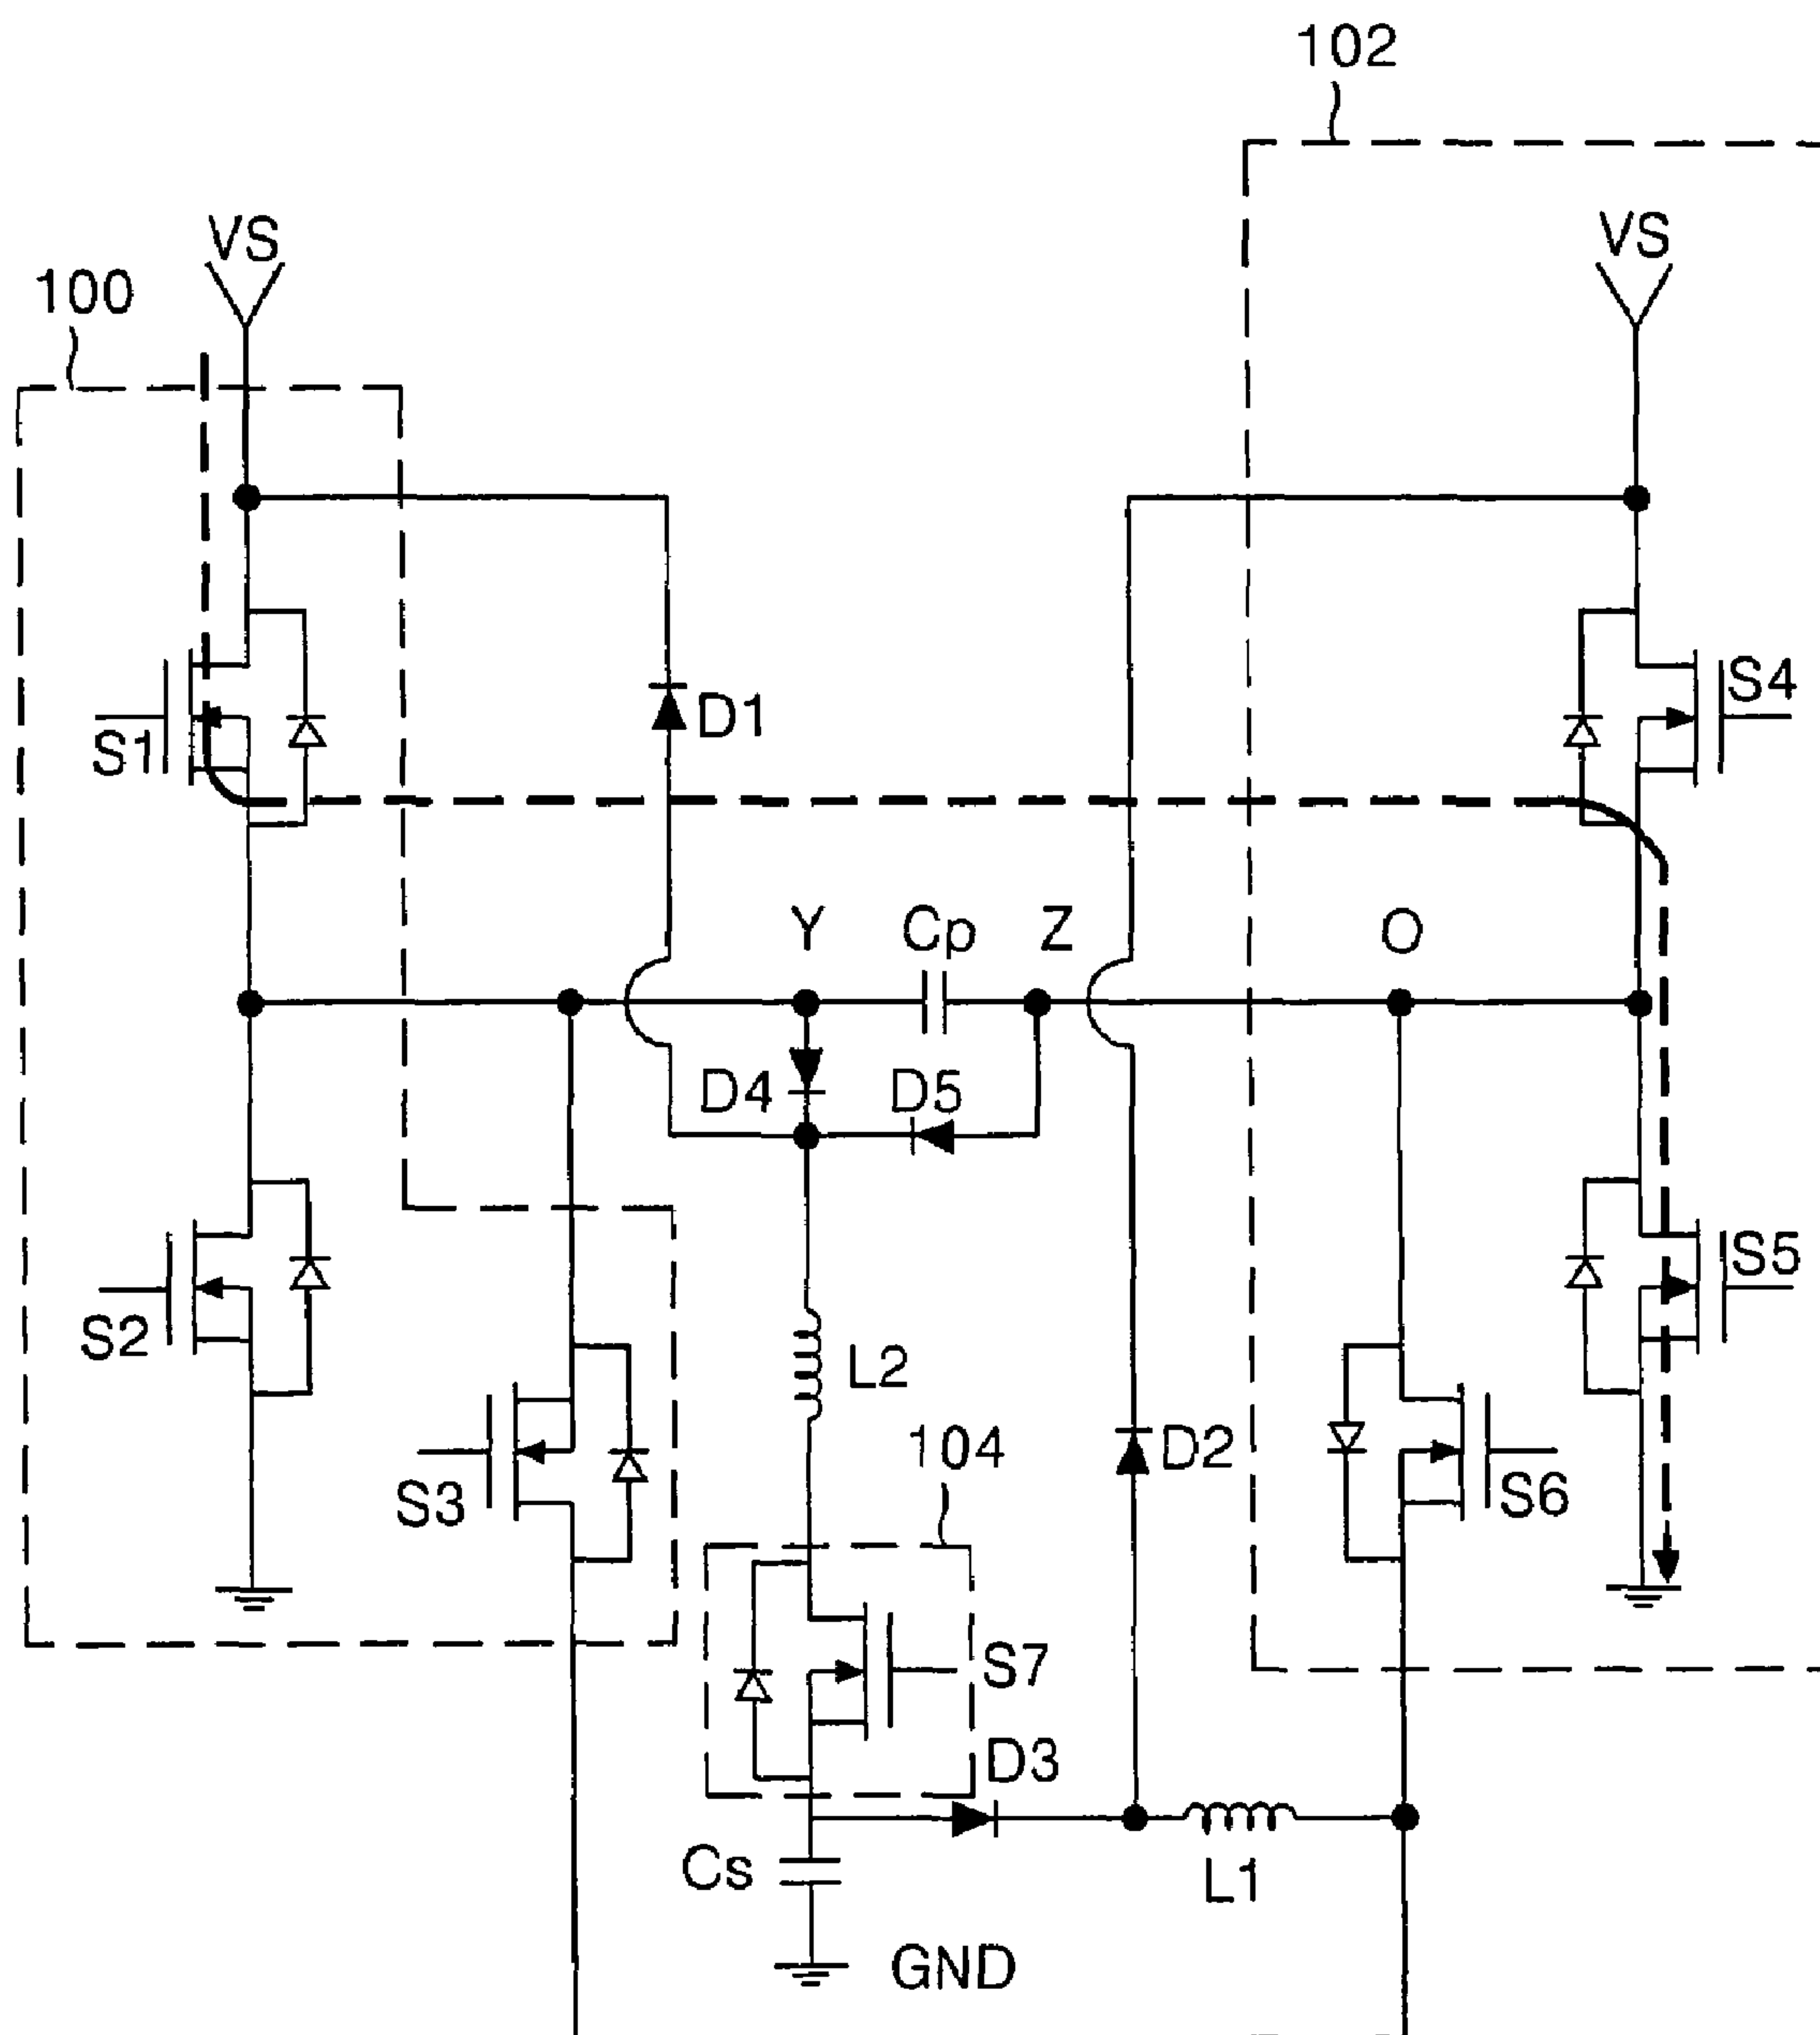 102
VS
VS
100
S4
D1
S1
Y
Cp
Z
O
D4
D5
S5
S2
L2
104
D2
S3
S6
S7
D3
Cs
L1
GND